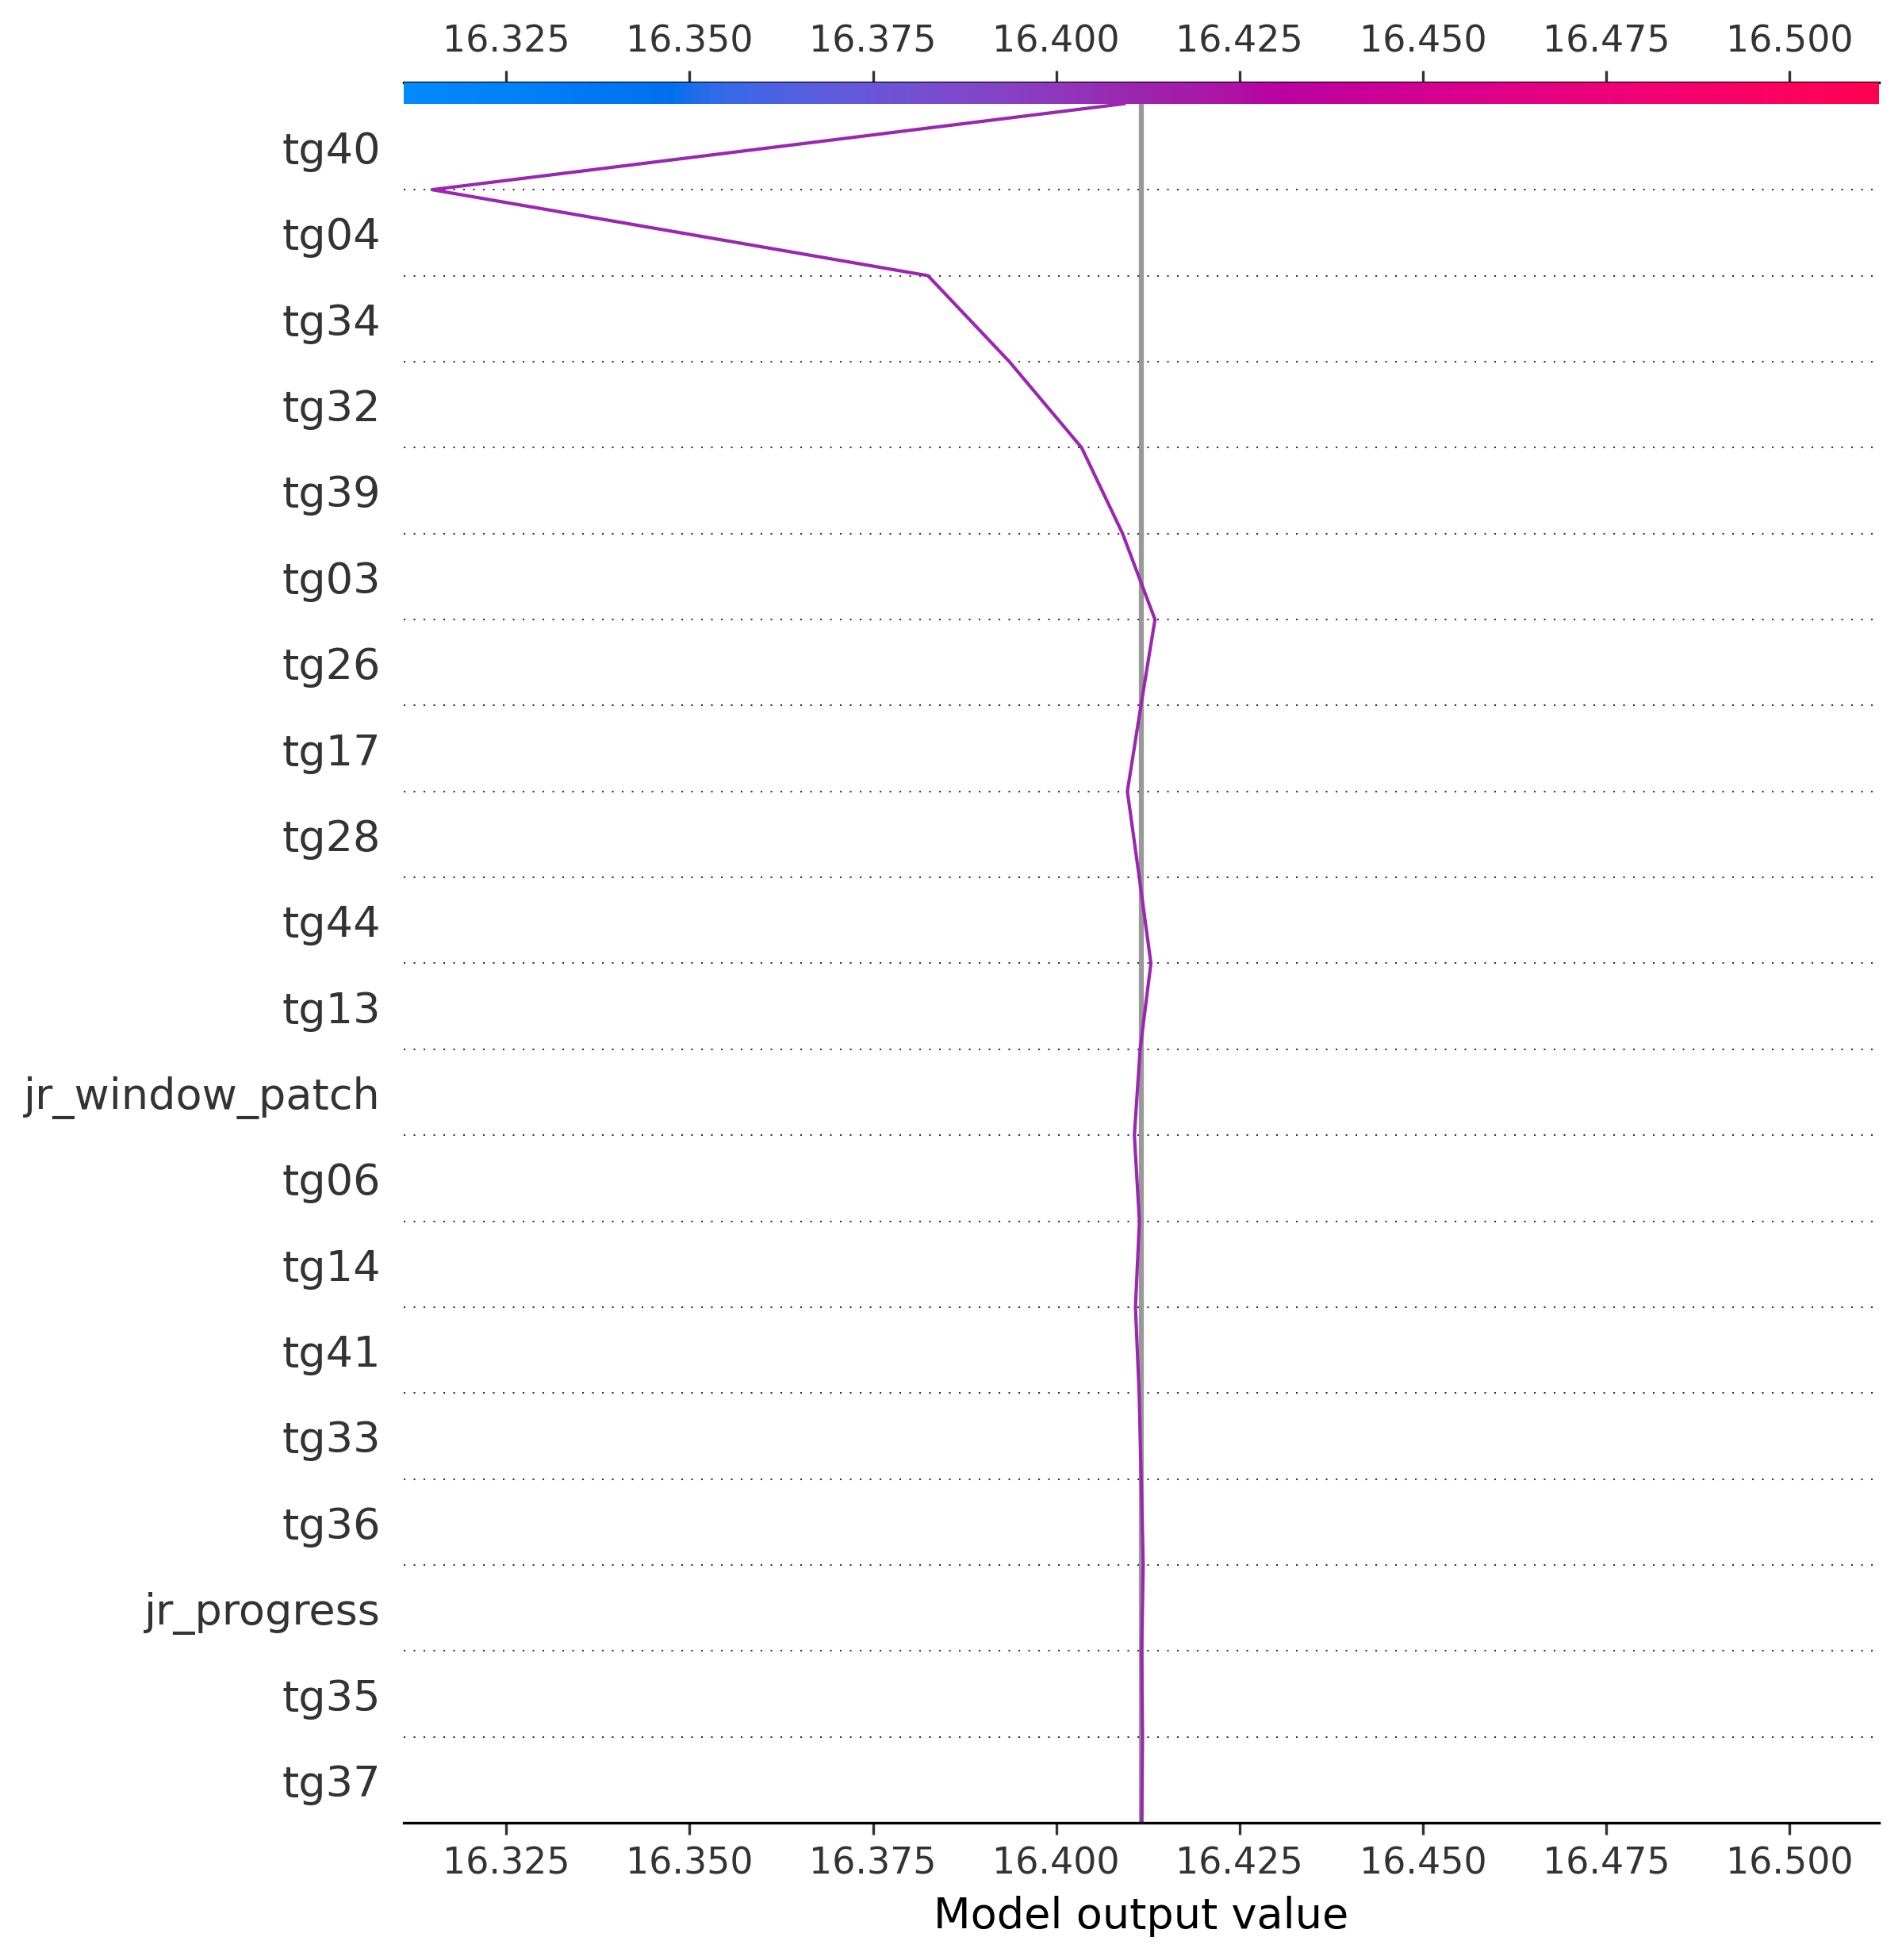 16.325 16.350 16.375 16.400 16.425 16.450 16.475 16.500
tg40
tg04
tg34
tg32
tg39
tg03
tg26
tg17
tg28
tg44
tg13
jr_window_patch
tg06
tg14
tg41
tg33
tg36
jr_progress
tg35
tg37
16.325 16.350 16.375 16.400 16.425 16.450 16.475 16.500
Model output value